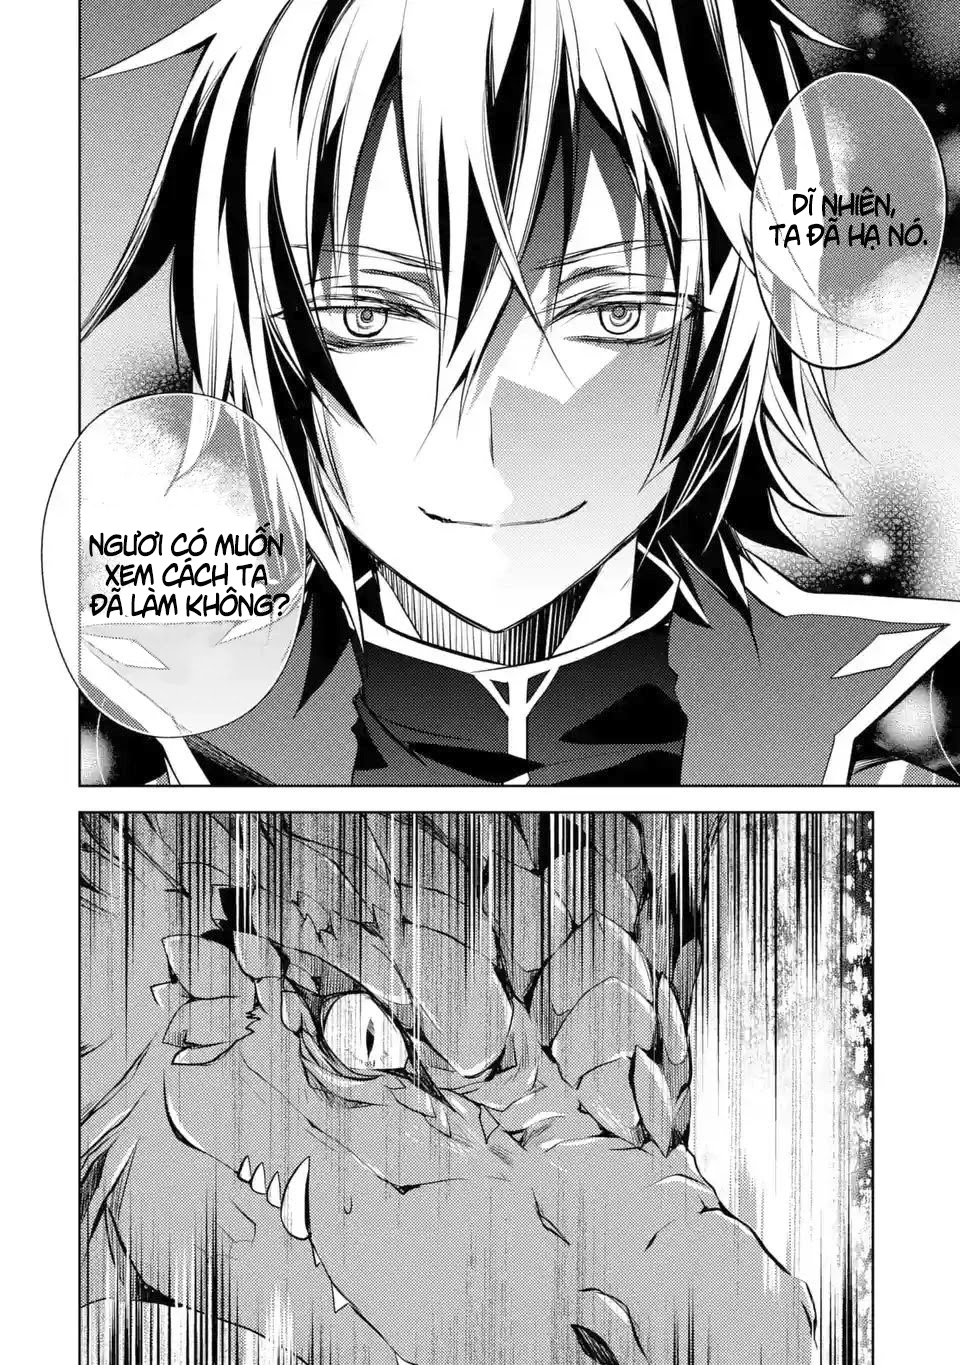 DĨ NHIÊN,
TA ĐÃ HẠ NÓ.
NGƯƠI CÓ MUỐN
XEM CÁCH TA
ĐÃ LÀM KHÔNG?